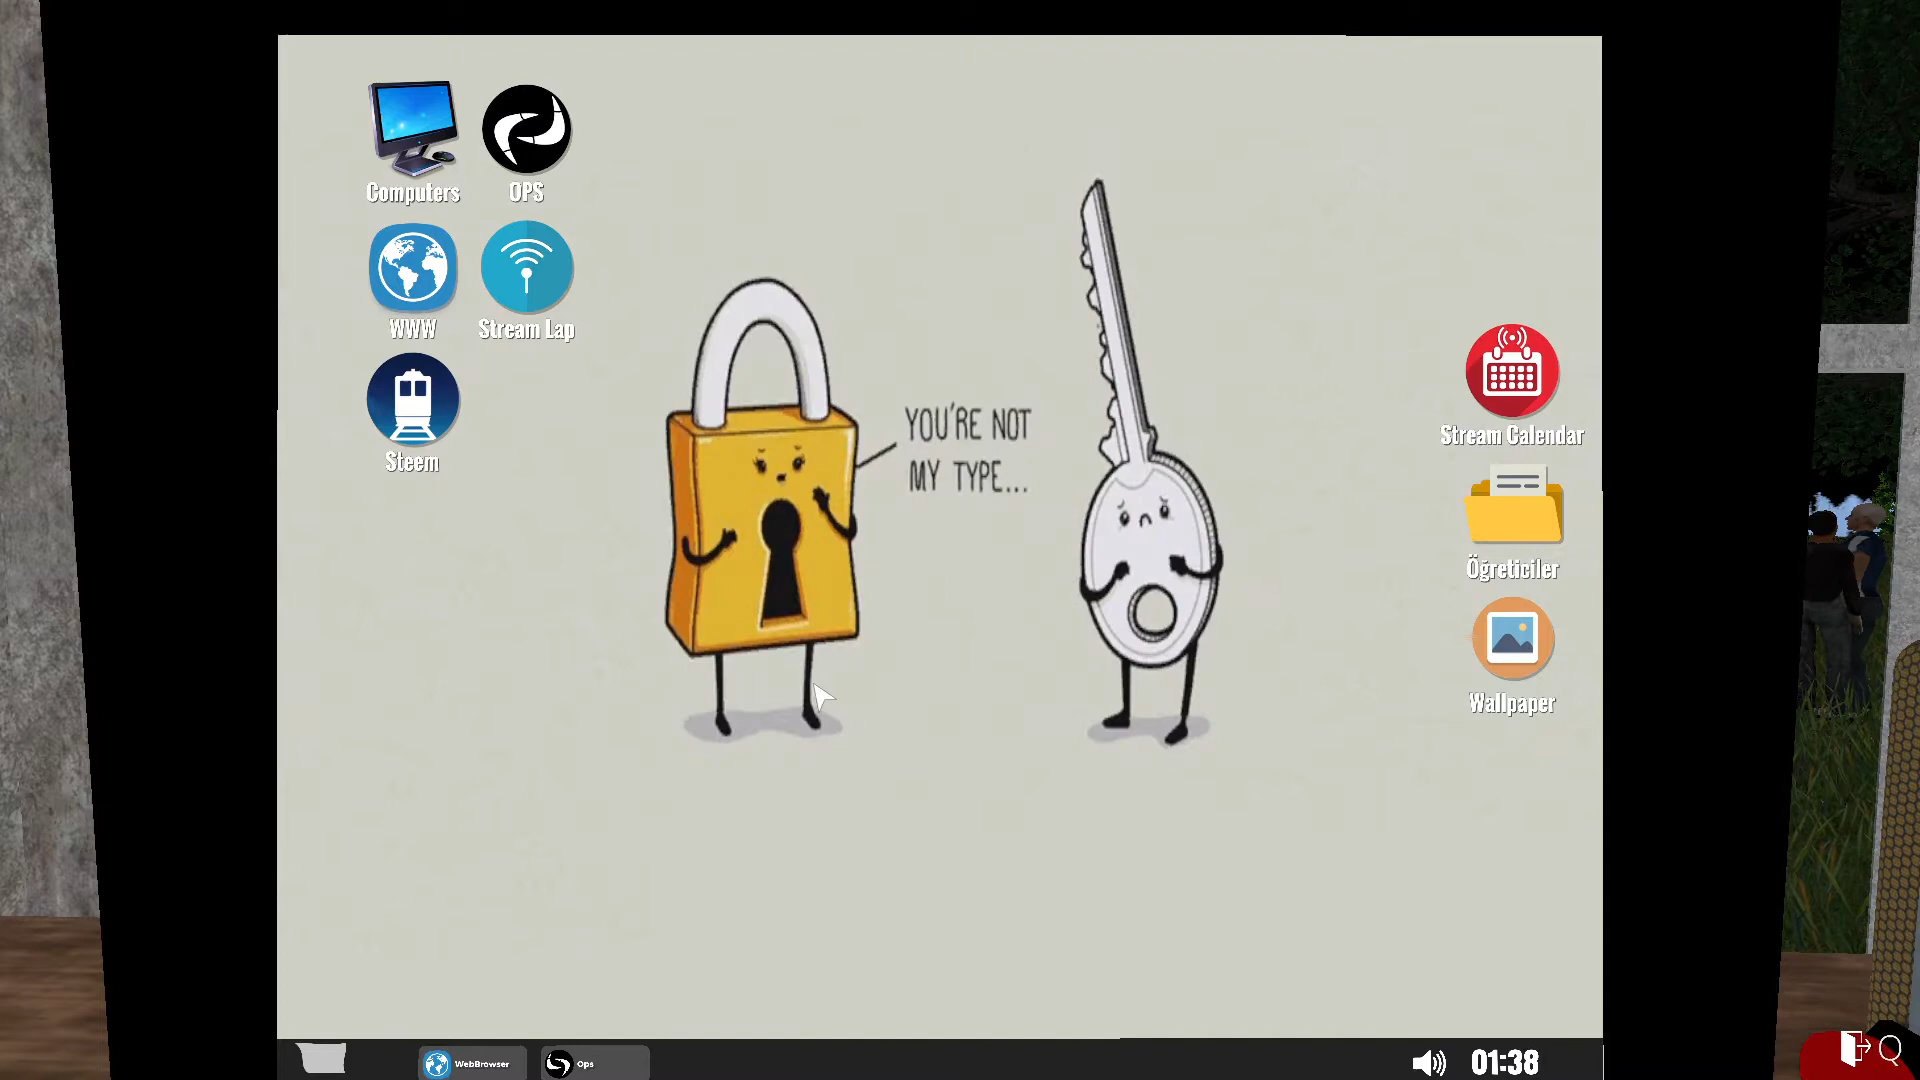 Computers
OPS
WWW
Stream Lap
Steem
YOU'RE NOT
MY TYPE...
Stream Calendar
Öğreticiler
Wallpaper
WebBrowser
Ops
01:38
Q